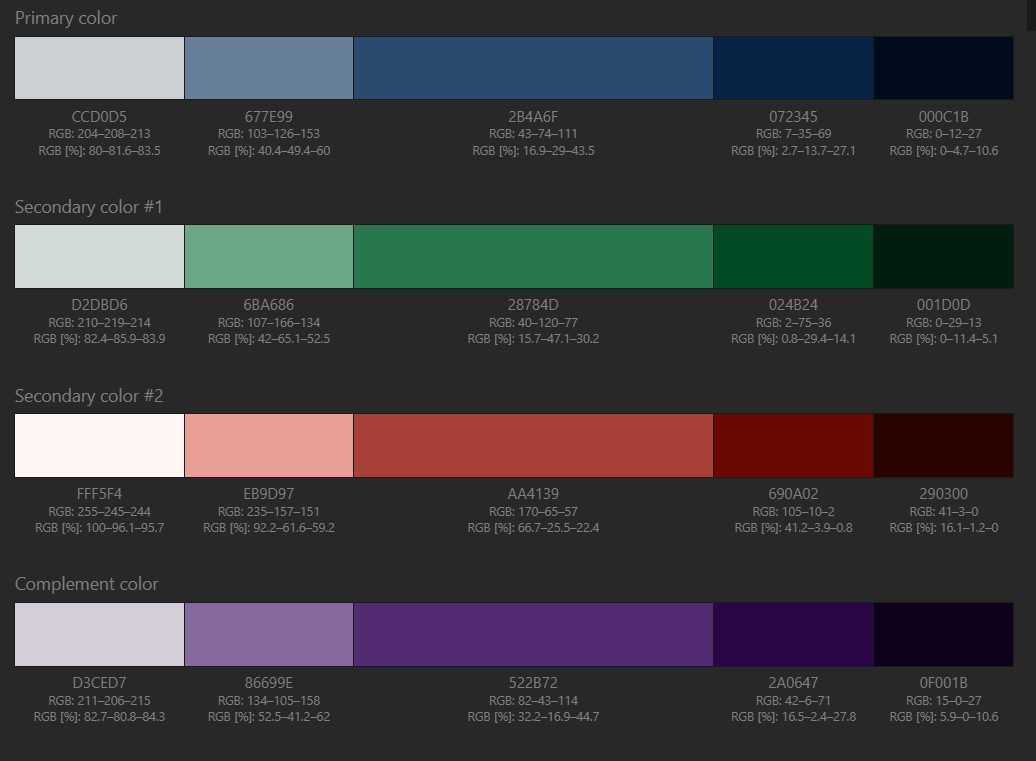 Primary color
CCD0D5
RGB: 204–208–213
RGB [%]: 80–81.6–83.5
677E99
RGB: 103–126–153
RGB [%]: 40.4–49.4–60
2B4A6F
RGB: 43–74–111
RGB [%]: 16.9–29–43.5
072345
RGB: 7–35–69
RGB [%]: 2.7–13.7–27.1
000C1B
RGB: 0–12–27
RGB [%]: 0–4.7–10.6
Secondary color #1
D2DBD6
RGB: 210–219–214
RGB [%]: 82.4–85.9–83.9
6BA686
RGB: 107–166–134
RGB [%]: 42–65.1–52.5
28784D
RGB: 40–120–77
RGB [%]: 15.7–47.1–30.2
024B24
RGB: 2–75–36
RGB [%]: 0.8–29.4–14.1
001D0D
RGB: 0–29–13
RGB [%]: 0–11.4–5.1
Secondary color #2
FFF5F4
RGB: 255–245–244
RGB [%]: 100–96.1–95.7
EB9D97
RGB: 235–157–151
RGB [%]: 92.2–61.6–59.2
AA4139
RGB: 170–65–57
RGB [%]: 66.7–25.5–22.4
690A02
RGB: 105–10–2
RGB [%]: 41.2–3.9–0.8
290300
RGB: 41–3–0
RGB [%]: 16.1–1.2–0
Complement color
D3CED7
RGB: 211–206–215
RGB [%]: 82.7–80.8–84.3
86699E
RGB: 134–105–158
RGB [%]: 52.5–41.2–62
522B72
RGB: 82–43–114
RGB [%]: 32.2–16.9–44.7
2A0647
RGB: 42–6–71
RGB [%]: 16.5–2.4–27.8
0F001B
RGB: 15–0–27
RGB [%]: 5.9–0–10.6